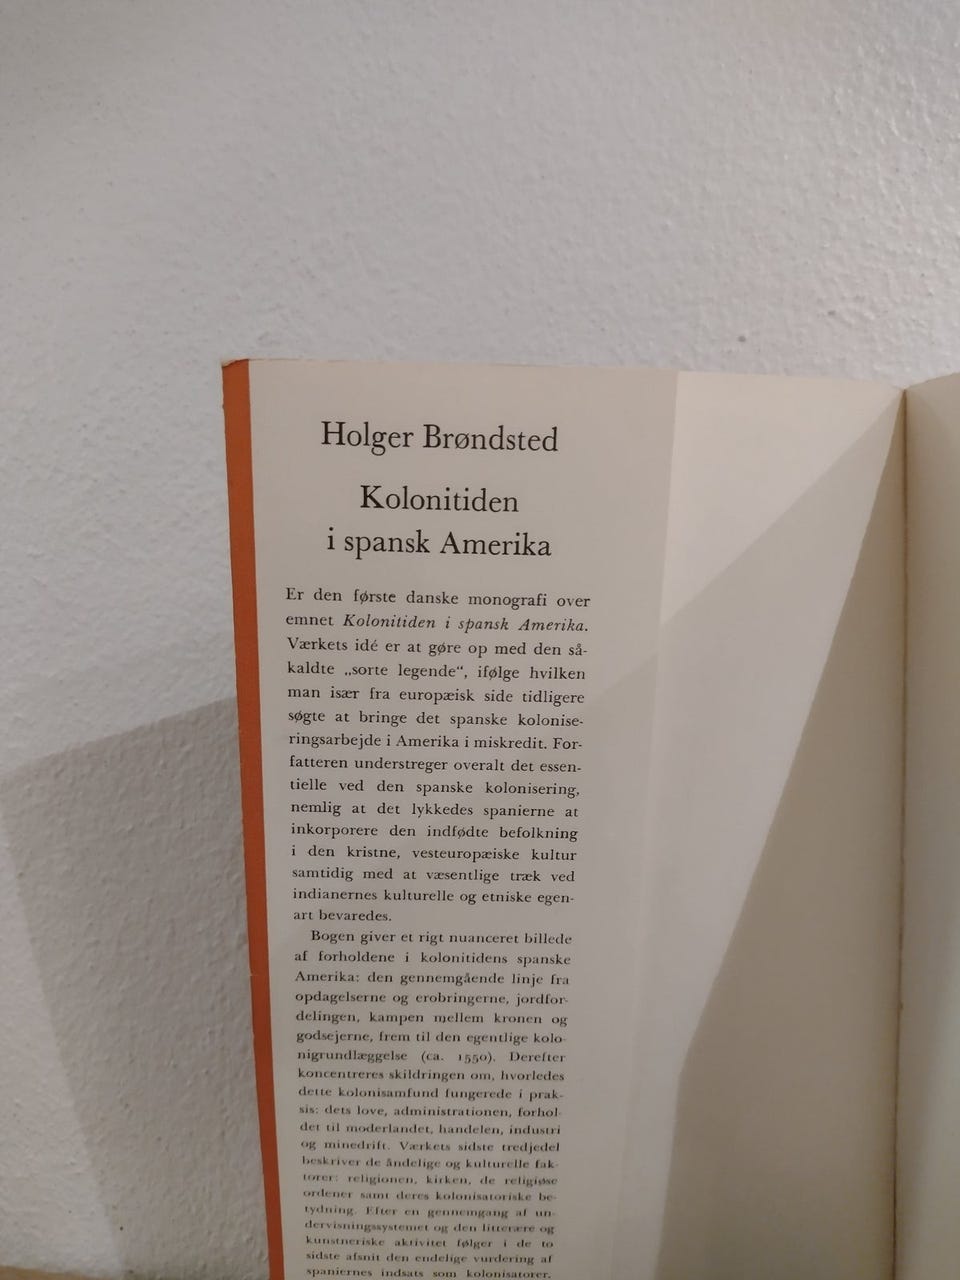 Holger Brøndsted
Kolonitiden
i spansk Amerika
Er den første danske monografi over
emnet Kolonitiden i spansk Amerika.
Værkets idé er at gøre op med den så-
kaldte „sorte legende“, ifølge hvilken
man især fra europæisk side tidligere
søgte at bringe det spanske kolonise-
ringsarbejde i Amerika i miskredit. For-
fatteren understreger overalt det essen-
tielle ved den spanske kolonisering,
nemlig at det lykkedes spanierne at
inkorporere den indfødte befolkning
i den kristne, vesteuropæiske kultur
samtidig med at væsentlige træk ved
indianernes kulturelle og etniske egen-
art bevaredes.
Bogen giver et rigt nuanceret billede
af forholdene i kolonitidens spanske
Amerika: den gennemgående linje fra
opdagelserne og erobringerne, jordfor-
delingen, kampen mellem kronen og
godsejerne, frem til den egentlige kolo-
nigrundlæggelse (ca. 1550). Derefter
koncentreres skildringen om, hvorledes
dette kolonisamfund fungerede i prak-
sis: dets love, administrationen, forhol-
det til moderlandet, handelen, industri
og minedrift. Værkets sidste tredjedel
beskriver de åndelige og kulturelle fak-
torer: religionen, kirken, de religiøse
ordener samt deres kolonisatoriske be-
tydning. Efter en gennemgang af un-
dervisningssystemet og den litterære og
kunstneriske aktivitet følger i de to
sidste afsnit den endelige vurdering af
spaniernes indsats som kolonisatorer.